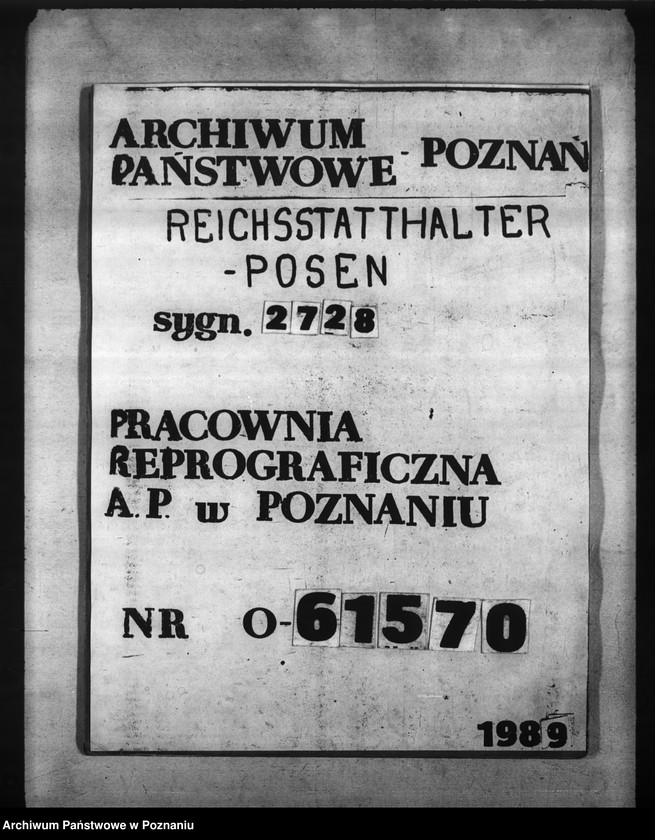 ARCHIWUM
PAŃSTWOWE - POZNAŃ
REICHSSTATTHALTER
-POSEN
sygn. 2728
PRACOWNIA
REPROGRAFICZNA
A.P. w POZNANIU
NR O-61570
1989
Archiwum Państwowe w Poznaniu